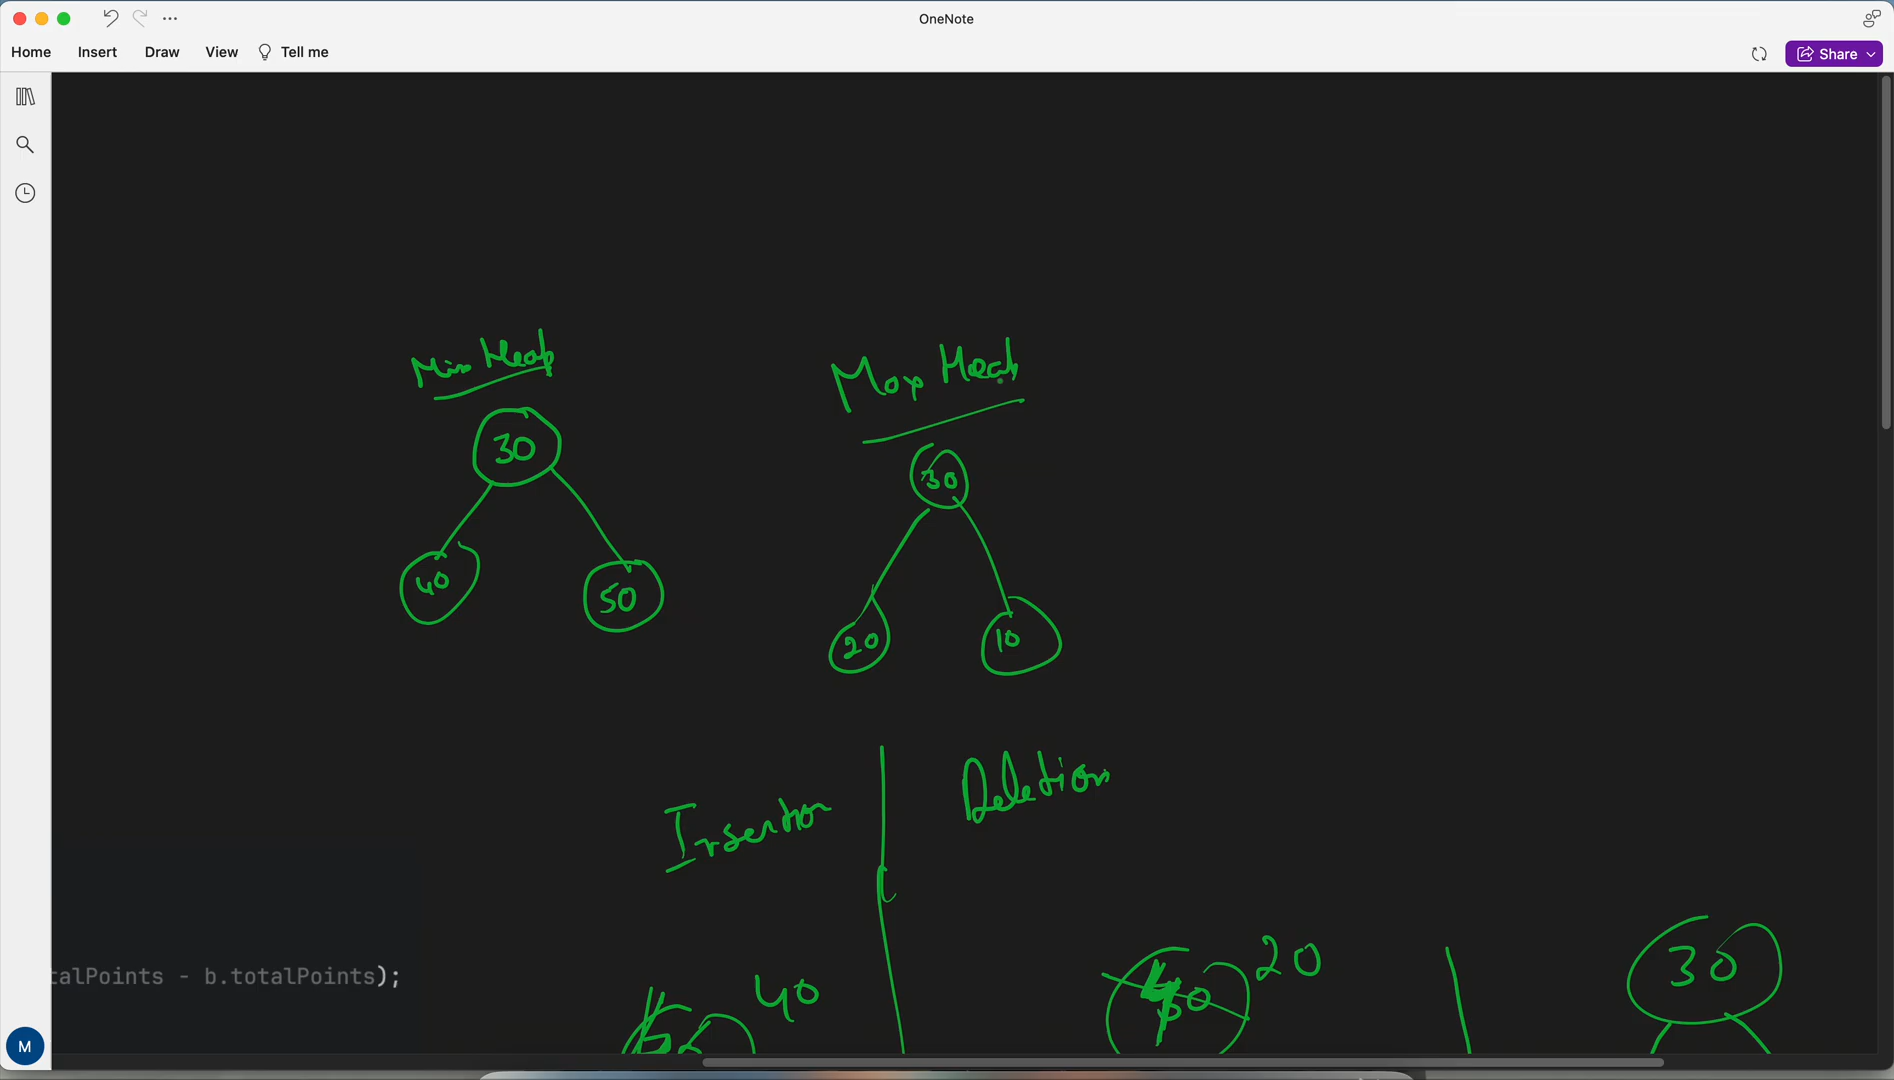 OneNote
Home Insert Draw View Tell me
Share
Min Heap
Max Heap
30
30
40
50
20
10
Insertion
Deletion
20
30
40
talPoints - b.totalPoints);
M